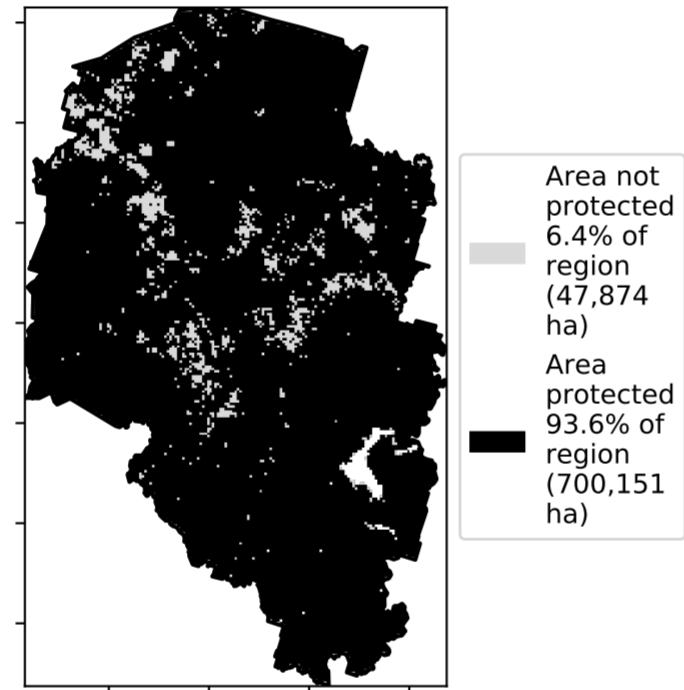 Area not
protected
6.4% of
region
(47,874
ha)
Area
protected
93.6% of
region
(700,151
ha)